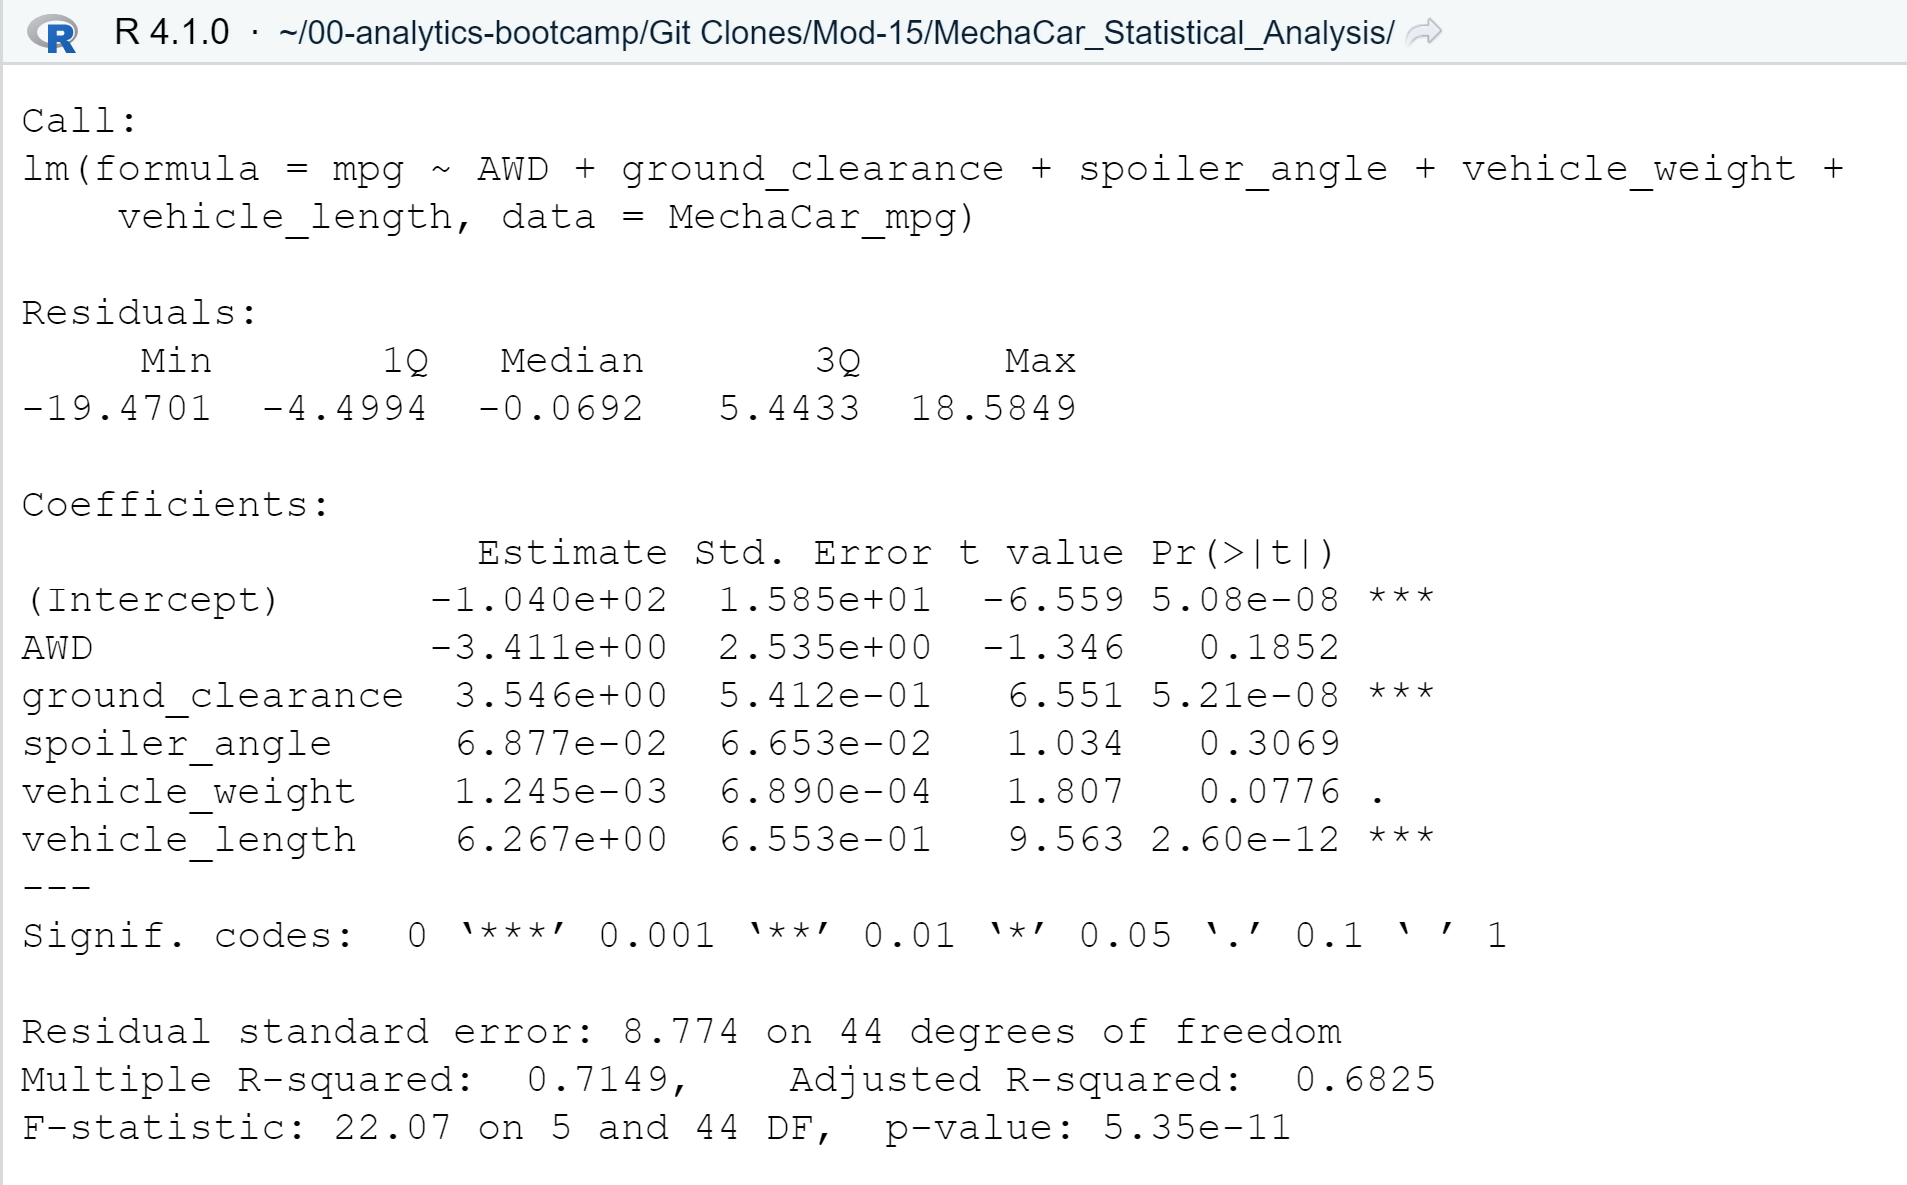 R R 4.1.0 · ~/00-analytics-bootcamp/Git Clones/Mod-15/MechaCar_Statistical_Analysis/
Call:
lm(formula = mpg ~ AWD + ground_clearance + spoiler_angle + vehicle_weight +
    vehicle_length, data = MechaCar_mpg)
Residuals:
     Min       1Q   Median       3Q      Max
-19.4701  -4.4994  -0.0692   5.4433  18.5849
Coefficients:
                   Estimate Std. Error t value Pr(>|t|)
(Intercept)      -1.040e+02  1.585e+01  -6.559 5.08e-08 ***
AWD              -3.411e+00  2.535e+00  -1.346   0.1852
ground_clearance  3.546e+00  5.412e-01   6.551 5.21e-08 ***
spoiler_angle     6.877e-02  6.653e-02   1.034   0.3069
vehicle_weight    1.245e-03  6.890e-04   1.807   0.0776 .
vehicle_length    6.267e+00  6.553e-01   9.563 2.60e-12 ***
---
Signif. codes:  0 ‘***’ 0.001 ‘**’ 0.01 ‘*’ 0.05 ‘.’ 0.1 ‘ ’ 1
Residual standard error: 8.774 on 44 degrees of freedom
Multiple R-squared:  0.7149,    Adjusted R-squared:  0.6825
F-statistic: 22.07 on 5 and 44 DF,  p-value: 5.35e-11